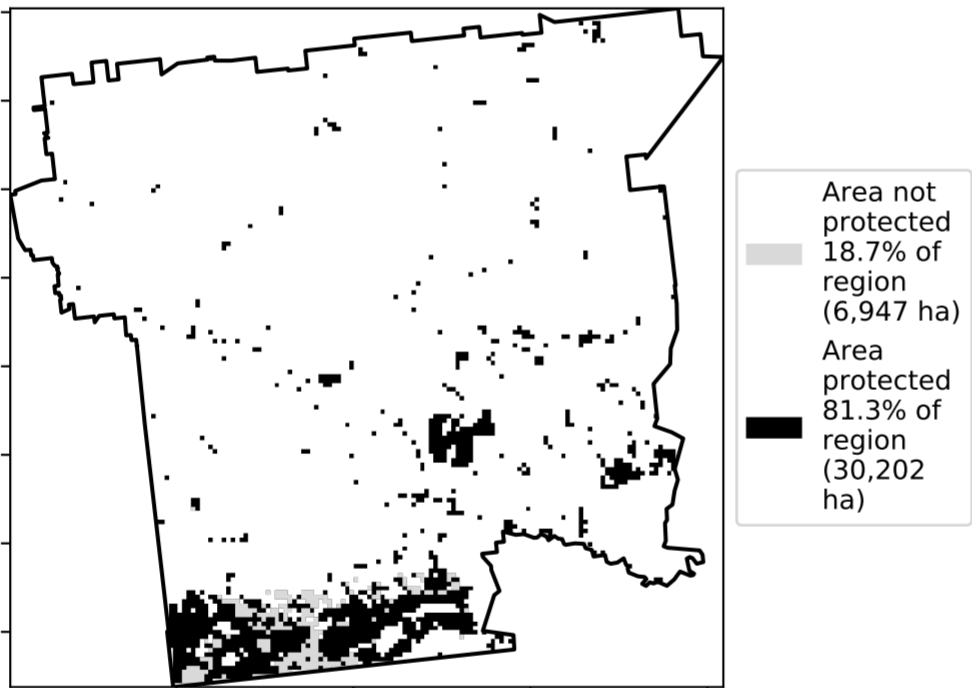 Area not
protected
18.7% of
region
(6,947 ha)
Area
protected
81.3% of
region
(30,202
ha)